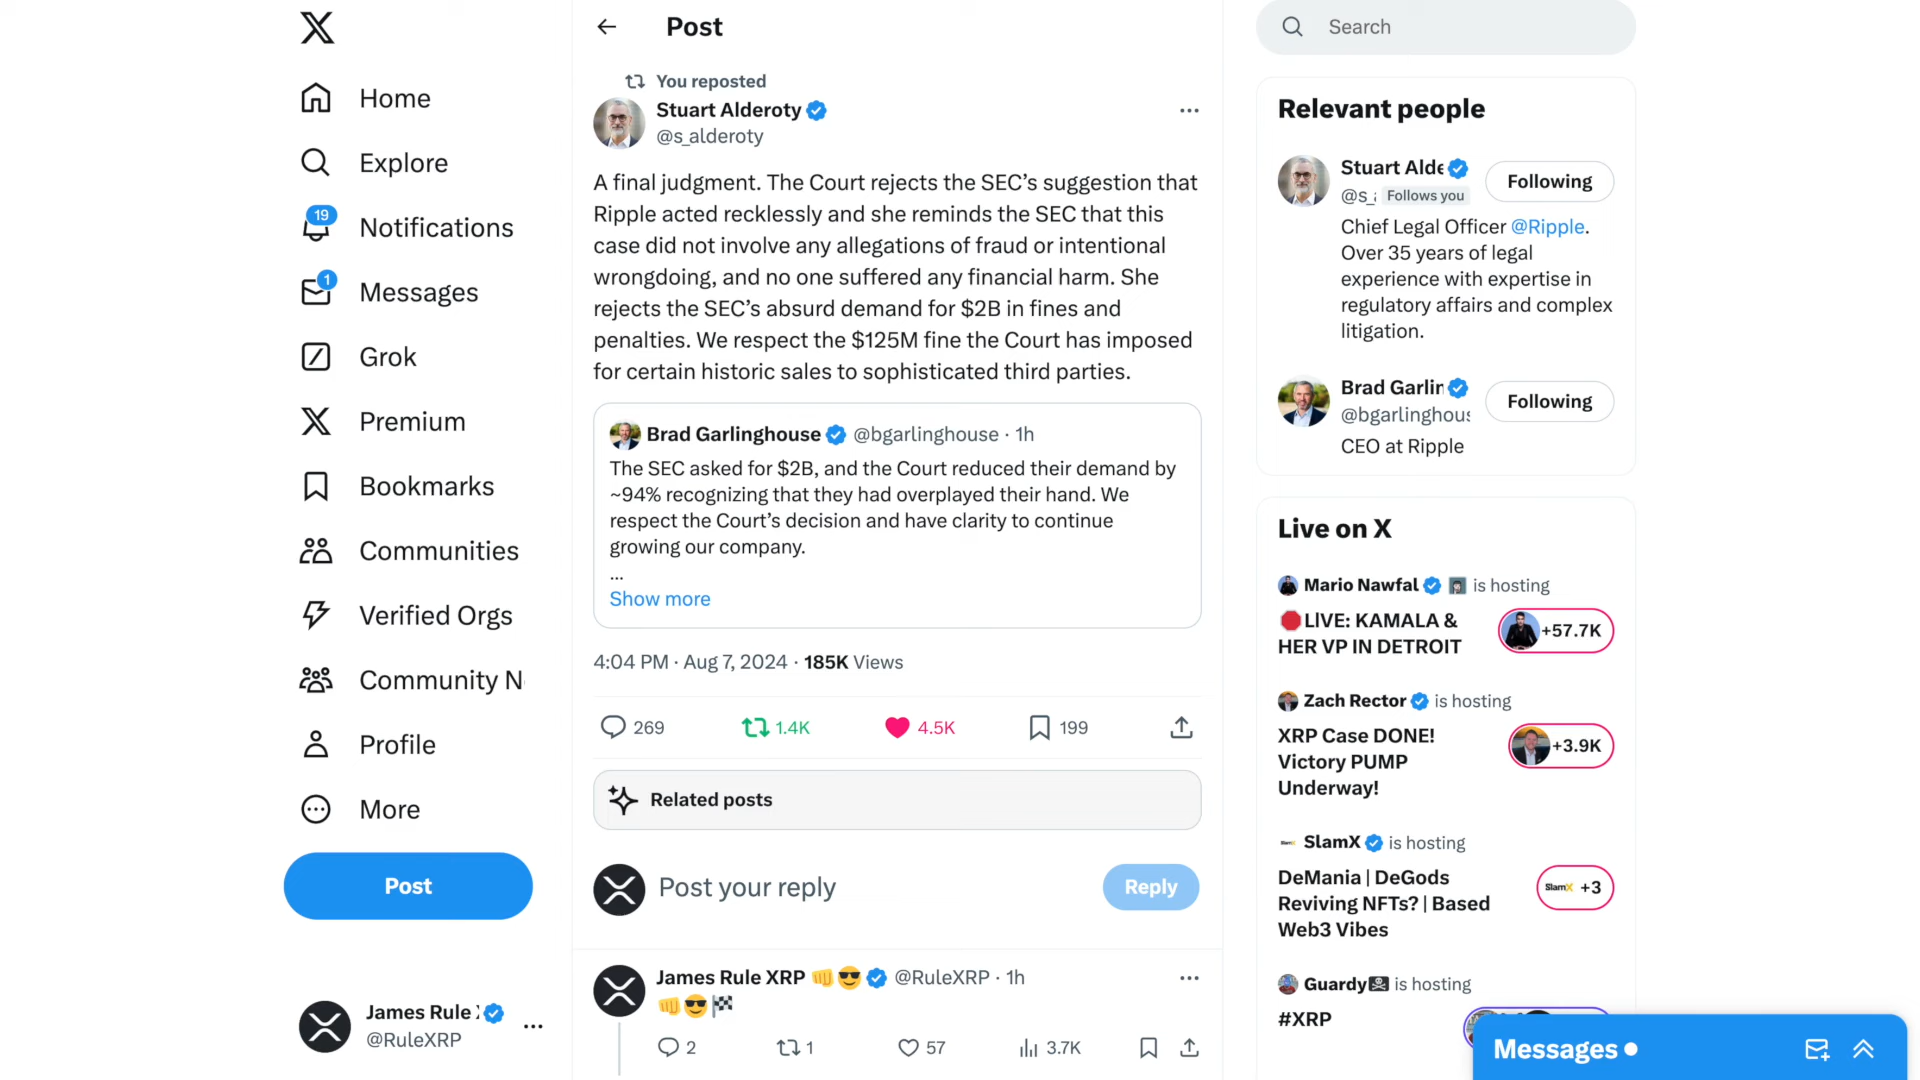 Home
Explore
19
Notifications
1
Messages
Grok
Premium
Bookmarks
Communities
Verified Orgs
Community N
Profile
More
Post
James Rule
@RuleXRP
Post
You reposted
Stuart Alderoty
@s_alderoty
A final judgment. The Court rejects the SEC’s suggestion that
Ripple acted recklessly and she reminds the SEC that this
case did not involve any allegations of fraud or intentional
wrongdoing, and no one suffered any financial harm. She
rejects the SEC’s absurd demand for $2B in fines and
penalties. We respect the $125M fine the Court has imposed
for certain historic sales to sophisticated third parties.
Brad Garlinghouse @bgarlinghouse · 1h
The SEC asked for $2B, and the Court reduced their demand by
~94% recognizing that they had overplayed their hand. We
respect the Court’s decision and have clarity to continue
growing our company.
...
Show more
4:04 PM · Aug 7, 2024 · 185K Views
269 1.4K 4.5K 199
Related posts
Post your reply
Reply
James Rule XRP 👊😎 @RuleXRP · 1h
👊😎🏁
2 1 57 3.7K
Search
Relevant people
Stuart Alde
Following
@s_ Follows you
Chief Legal Officer @Ripple.
Over 35 years of legal
experience with expertise in
regulatory affairs and complex
litigation.
Brad Garlin
Following
@bgarlinghous
CEO at Ripple
Live on X
Mario Nawfal is hosting
🛑LIVE: KAMALA &
HER VP IN DETROIT
+57.7K
Zach Rector is hosting
XRP Case DONE!
Victory PUMP
Underway!
+3.9K
SlamX is hosting
DeMania | DeGods
Reviving NFTs? | Based
Web3 Vibes
SlamX +3
Guardy🏴‍☠️ is hosting
#XRP
Messages